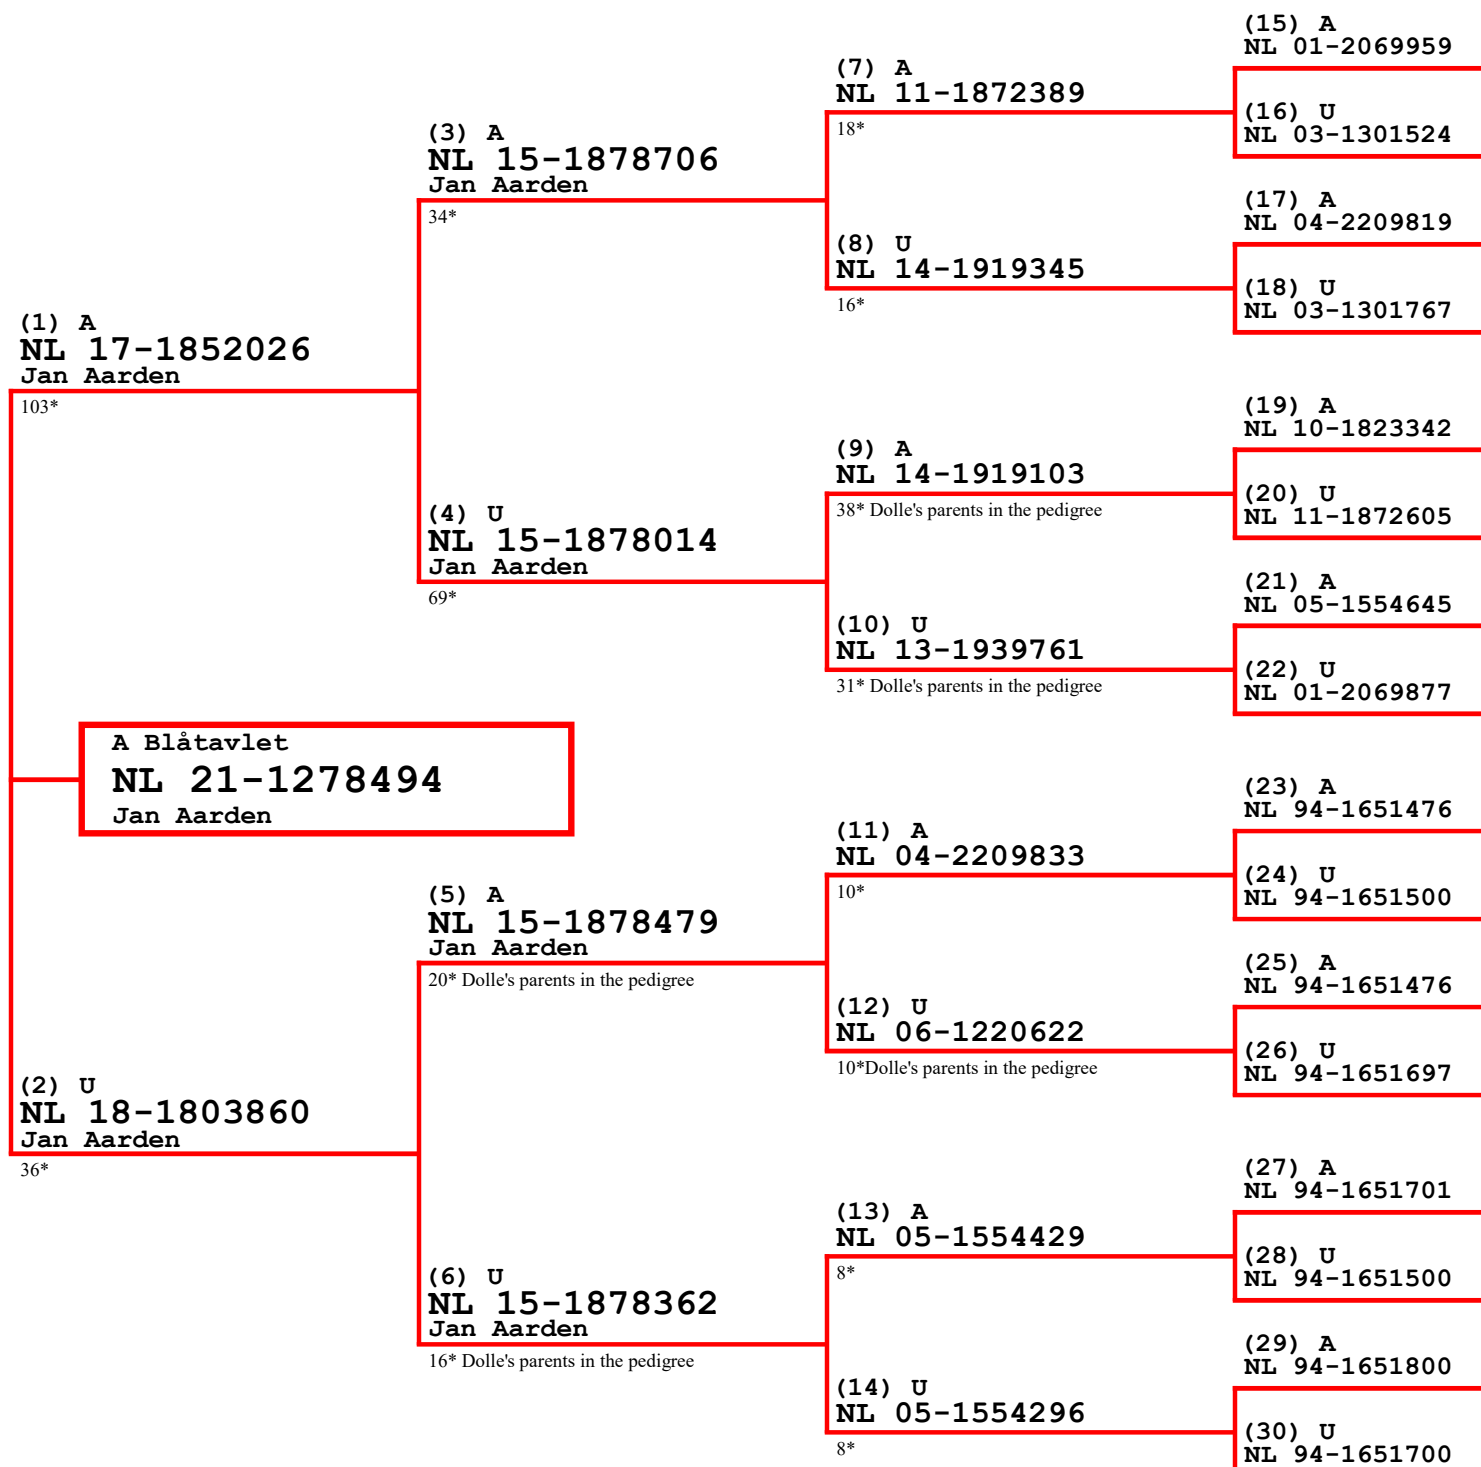 (1) A
NL 17-1852026
Jan Aarden
103*
A Blåtavlet
NL 21-1278494
Jan Aarden
(2) U
NL 18-1803860
Jan Aarden
36*
(3) A
NL 15-1878706
Jan Aarden
34*
(4) U
NL 15-1878014
Jan Aarden
69*
(5) A
NL 15-1878479
Jan Aarden
20* Dolle's parents in the pedigree
(6) U
NL 15-1878362
Jan Aarden
16* Dolle's parents in the pedigree
(7) A
NL 11-1872389
18*
(8) U
NL 14-1919345
16*
(9) A
NL 14-1919103
38* Dolle's parents in the pedigree
(10) U
NL 13-1939761
31* Dolle's parents in the pedigree
(11) A
NL 04-2209833
10*
(12) U
NL 06-1220622
10*Dolle's parents in the pedigree
(13) A
NL 05-1554429
8*
(14) U
NL 05-1554296
8*
(15) A
NL 01-2069959
(16) U
NL 03-1301524
(17) A
NL 04-2209819
(18) U
NL 03-1301767
(19) A
NL 10-1823342
(20) U
NL 11-1872605
(21) A
NL 05-1554645
(22) U
NL 01-2069877
(23) A
NL 94-1651476
(24) U
NL 94-1651500
(25) A
NL 94-1651476
(26) U
NL 94-1651697
(27) A
NL 94-1651701
(28) U
NL 94-1651500
(29) A
NL 94-1651800
(30) U
NL 94-1651700